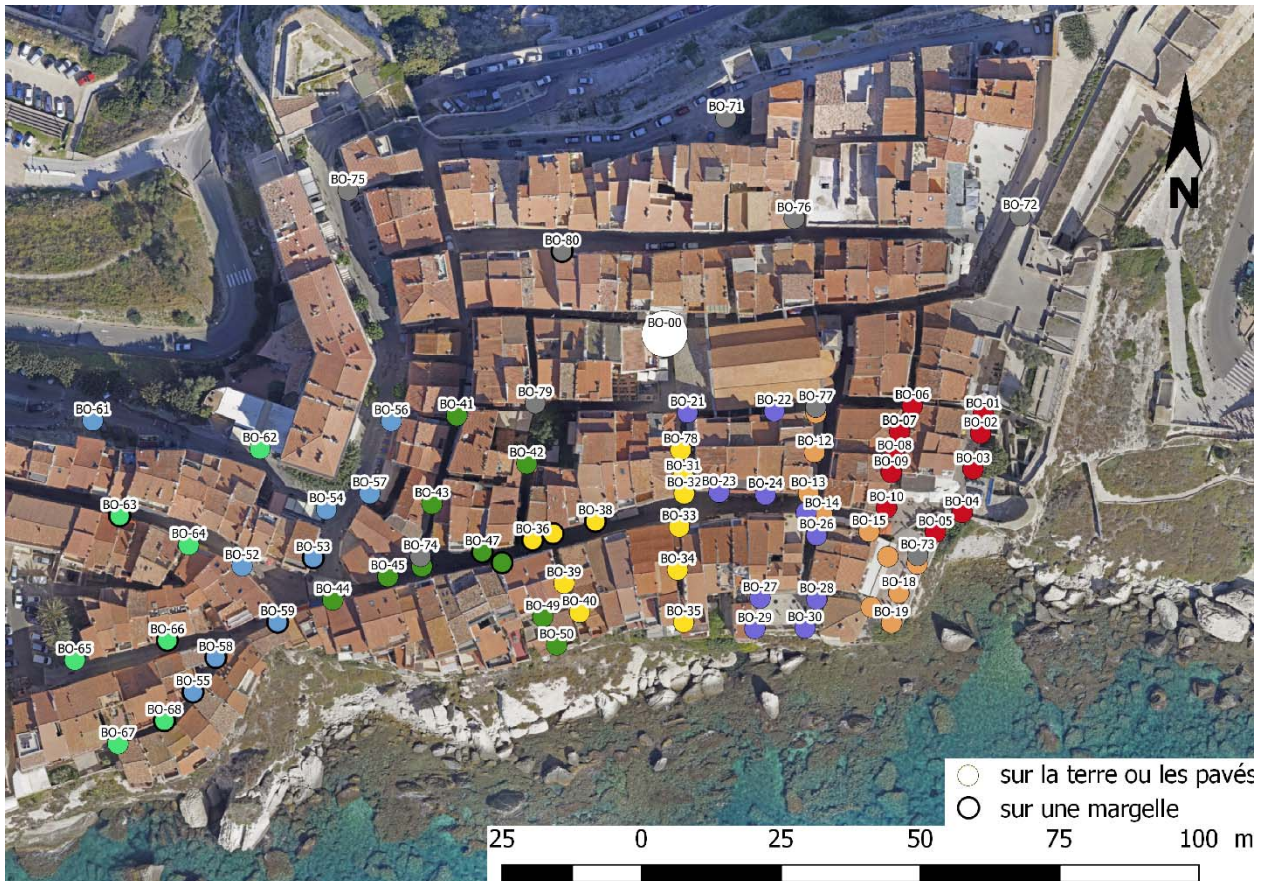 BO-71
BO-75
BO-76
BO-72
N
BO-80
BO-00
BO-79
BO-61
BO-56
BO-41
BO-21
BO-22
BO-77
BO-06
BO-01
BO-02
BO-07
BO-62
BO-42
BO-78
BO-12
BO-08
BO-31
BO-09
BO-03
BO-32
BO-23
BO-24
BO-13
BO-57
BO-43
BO-54
BO-63
BO-10
BO-04
BO-14
BO-38
BO-33
BO-15
BO-36
BO-26
BO-05
BO-64
BO-47
BO-53
BO-74
BO-52
BO-73
BO-34
BO-45
BO-39
BO-18
BO-44
BO-27
BO-28
BO-40
BO-49
BO-59
BO-35
BO-29
BO-30
BO-19
BO-66
BO-50
BO-65
BO-58
BO-55
BO-68
BO-67
sur la terre ou les pavés
sur une margelle
25 0 25 50 75 100 m